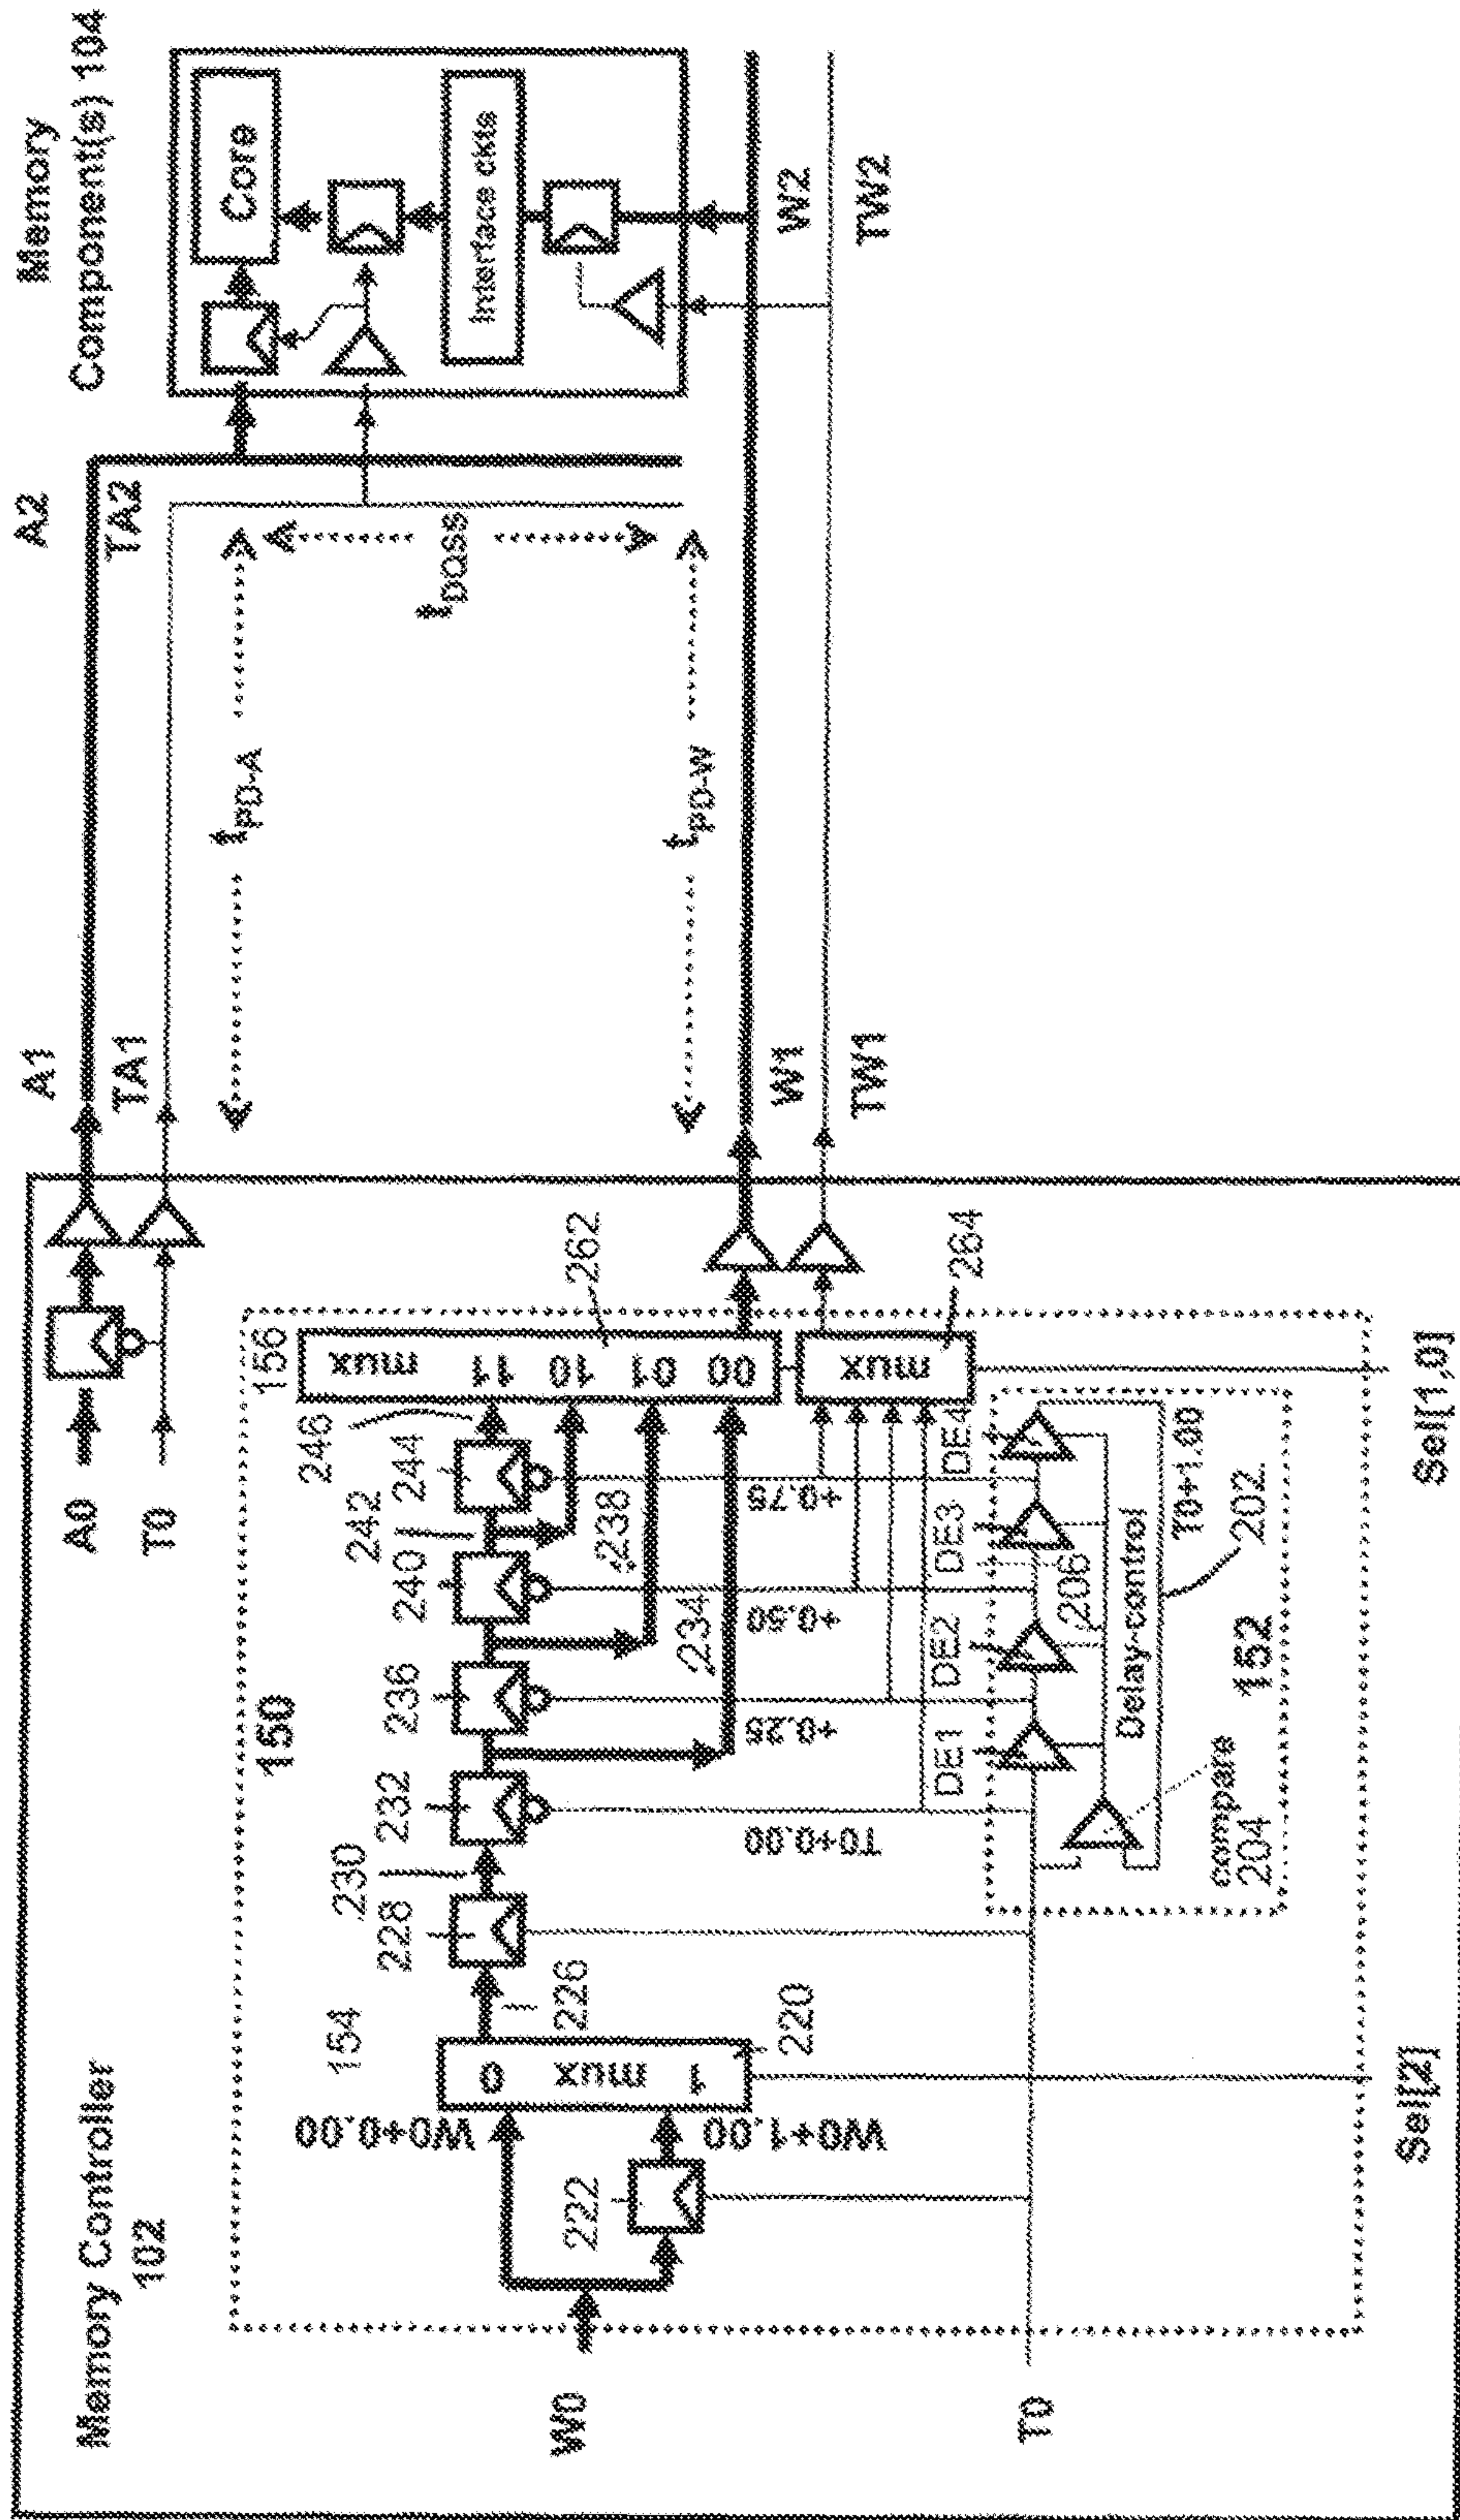 Memory Controller
102
A0
T0
A1
TA1
A2
TA2
Memory
Component(s) 104
Core
Interface ckts
tPD-A
tDQSS
tPD-W
W1
TW1
W2
TW2
150
W0
T0
222
W0+0.00
W0+1.00
154
0
mux
1
220
226
228
230
232
234
236
238
240
242
244
246
156
mux
11
10
01
00
262
mux
264
T0+0.00
+0.25
+0.50
+0.75
DE1
DE2
DE3
DE4
206
Delay-control
T0+1.00
202
compare
204
152
Sel[2]
Sel[1,0]